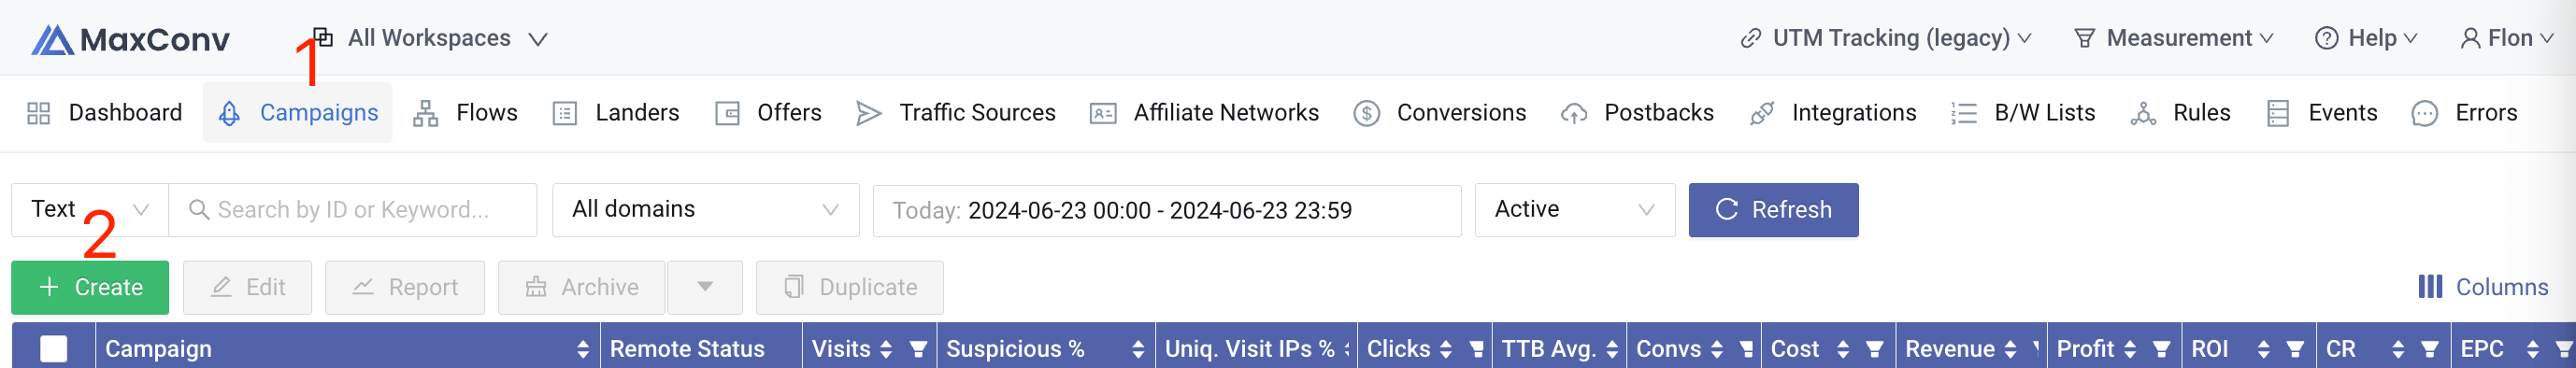 MaxConv 1 All Workspaces UTM Tracking (legacy) Measurement Help Flon
Dashboard Campaigns Flows Landers Offers Traffic Sources Affiliate Networks Conversions Postbacks Integrations B/W Lists Rules Events Errors
Text Search by ID or Keyword... All domains Today: 2024-06-23 00:00 - 2024-06-23 23:59 Active Refresh
2
+ Create Edit Report Archive Duplicate Columns
Campaign Remote Status Visits Suspicious % Uniq. Visit IPs % Clicks TTB Avg. Convs Cost Revenue Profit ROI CR EPC